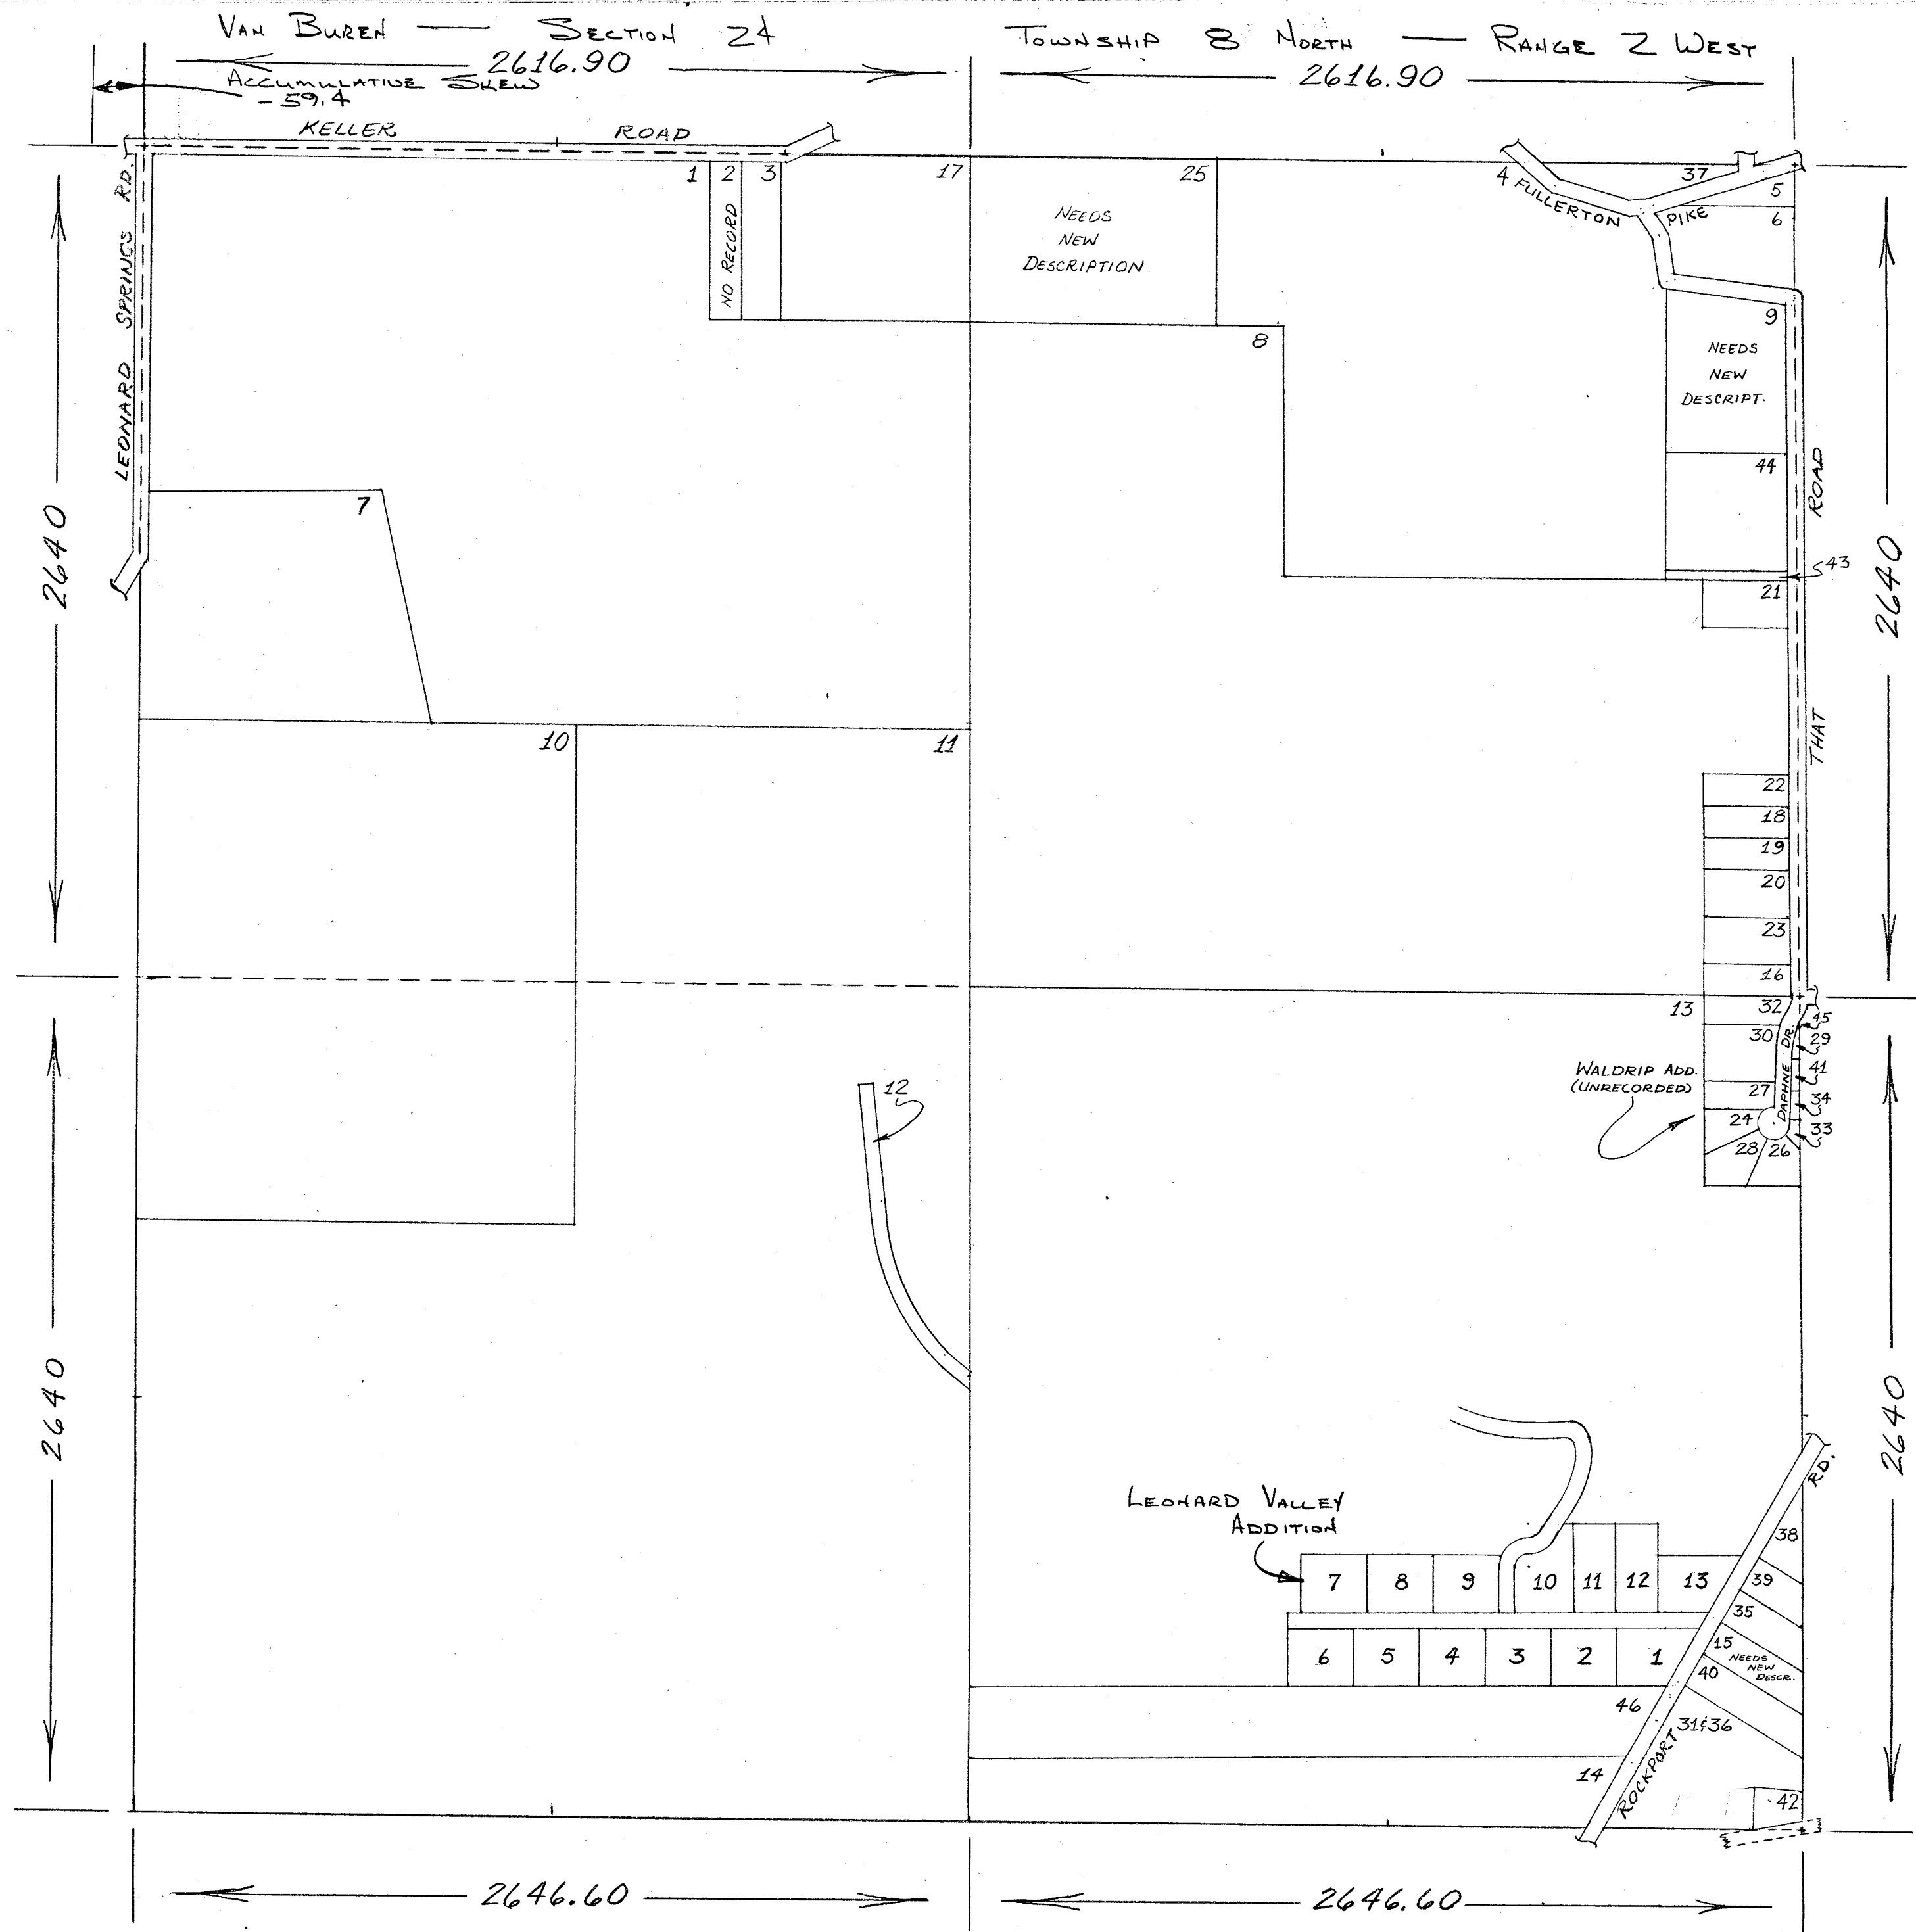 VAN BUREN — SECTION 24 TOWNSHIP 8 NORTH — RANGE 2 WEST
2616.90 2616.90
ACCUMULATIVE SKEW
-59.4
KELLER ROAD
LEONARD SPRINGS RD.
1 2 3 17 25 4 37 5
6
FULLERTON PIKE
NO RECORD
NEEDS
NEW
DESCRIPTION
8
9
NEEDS
NEW
DESCRIPT.
44
ROAD
7
2640
2640
43
21
THAT
10 11
22
18
19
20
23
16
13 32
45
30 29
DAPHNE DR.
WALDRIP ADD.
(UNRECORDED)
41
27
34
24
33
28 26
12
2640
2640
RD.
LEONARD VALLEY
ADDITION
38
7 8 9 10 11 12 13 39
35
6 5 4 3 2 1 15
NEEDS
NEW
DESCR.
40
46
31 & 36
14
ROCKPORT
42
2646.60 2646.60